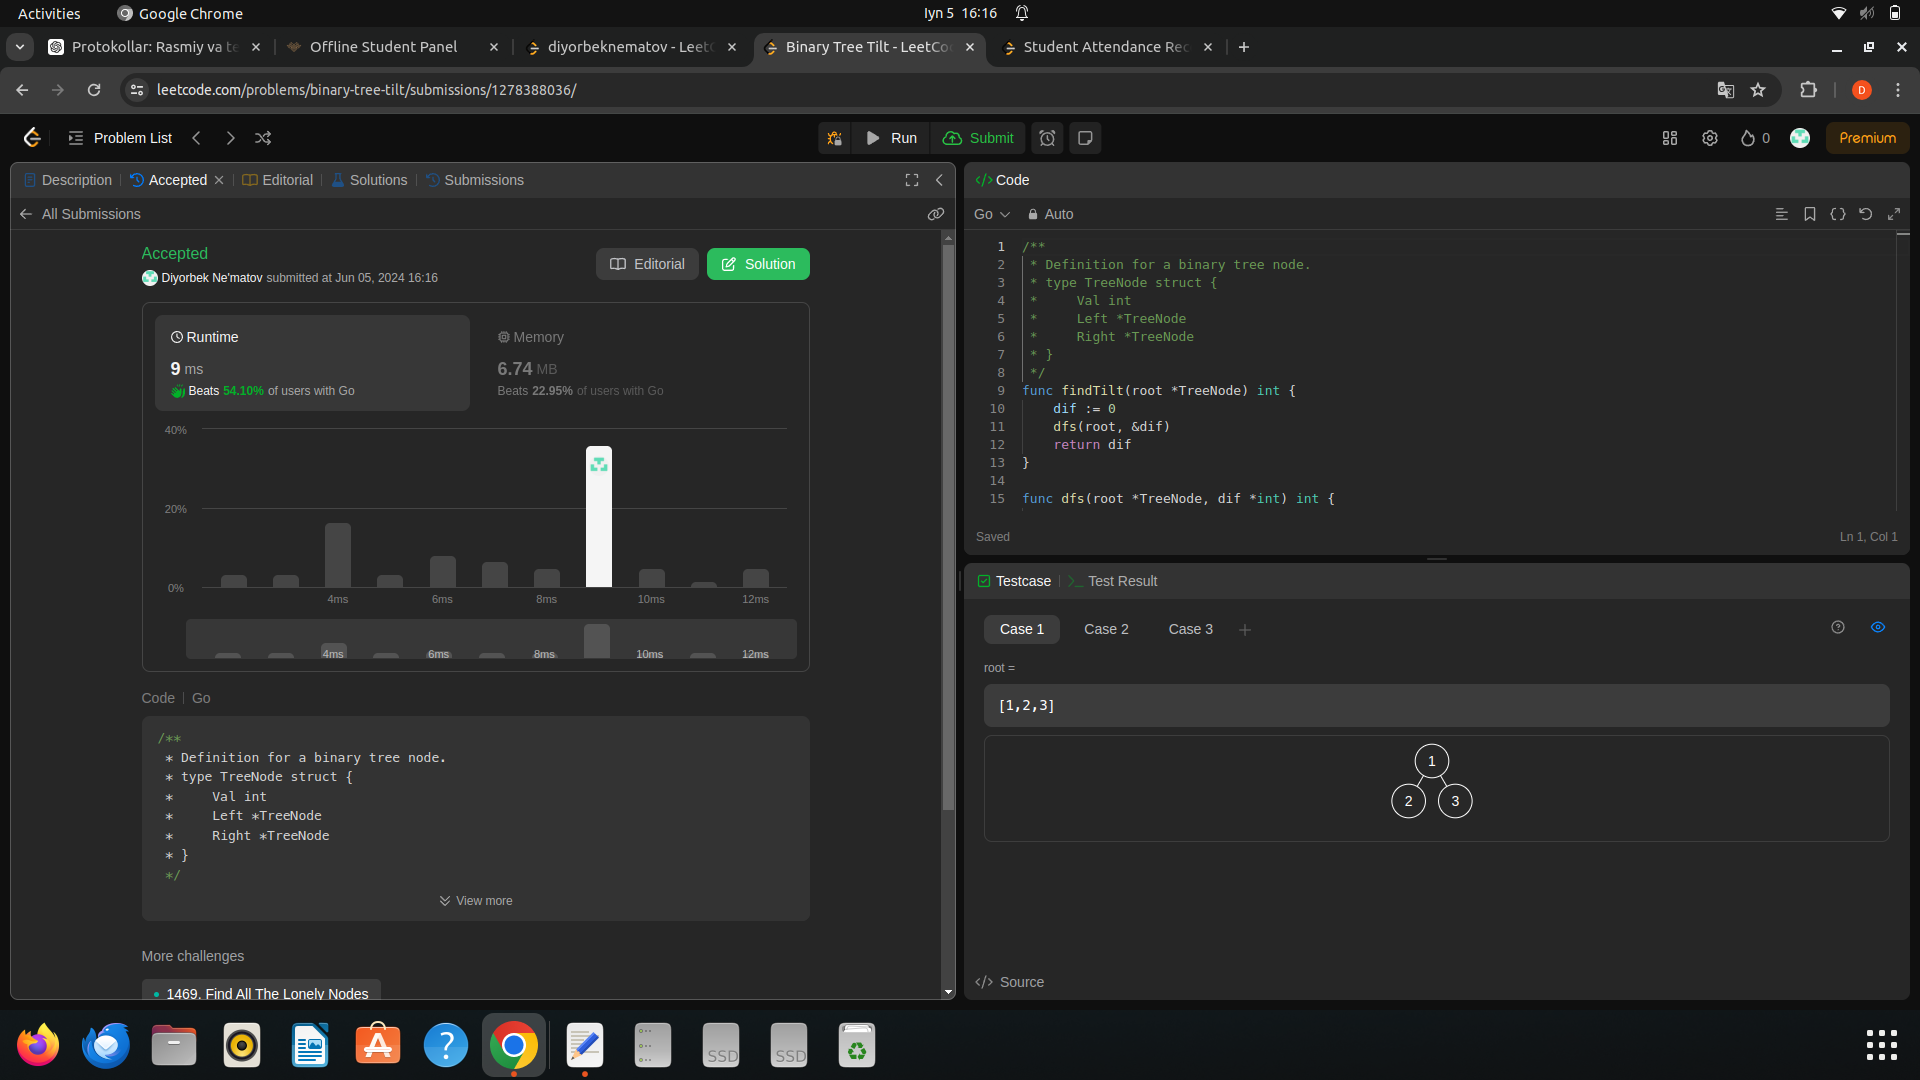 Activities
Google Chrome
Iyn 5 16:16
Protokollar: Rasmiy va te
Offline Student Panel
diyorbeknematov - LeetC
Binary Tree Tilt - LeetCo
Student Attendance Rec
leetcode.com/problems/binary-tree-tilt/submissions/1278388036/
D
Problem List
Run
Submit
0
Premium
Description
Accepted
Editorial
Solutions
Submissions
All Submissions
Accepted
Diyorbek Ne'matov submitted at Jun 05, 2024 16:16
Editorial
Solution
Runtime
9 ms
Beats 54.10% of users with Go
Memory
6.74 MB
Beats 22.95% of users with Go
40%
20%
0%
4ms
6ms
8ms
10ms
12ms
4ms
6ms
8ms
10ms
12ms
Code
Go
/**
 * Definition for a binary tree node.
 * type TreeNode struct {
 *     Val int
 *     Left *TreeNode
 *     Right *TreeNode
 * }
 */
View more
More challenges
1469. Find All The Lonely Nodes
</> Code
Go
Auto
1 /**
2  * Definition for a binary tree node.
3  * type TreeNode struct {
4  *     Val int
5  *     Left *TreeNode
6  *     Right *TreeNode
7  * }
8  */
9 func findTilt(root *TreeNode) int {
10     dif := 0
11     dfs(root, &dif)
12     return dif
13 }
14
15 func dfs(root *TreeNode, dif *int) int {
Saved
Ln 1, Col 1
Testcase
Test Result
Case 1
Case 2
Case 3
root =
[1,2,3]
1
2
3
</> Source
SSD
SSD